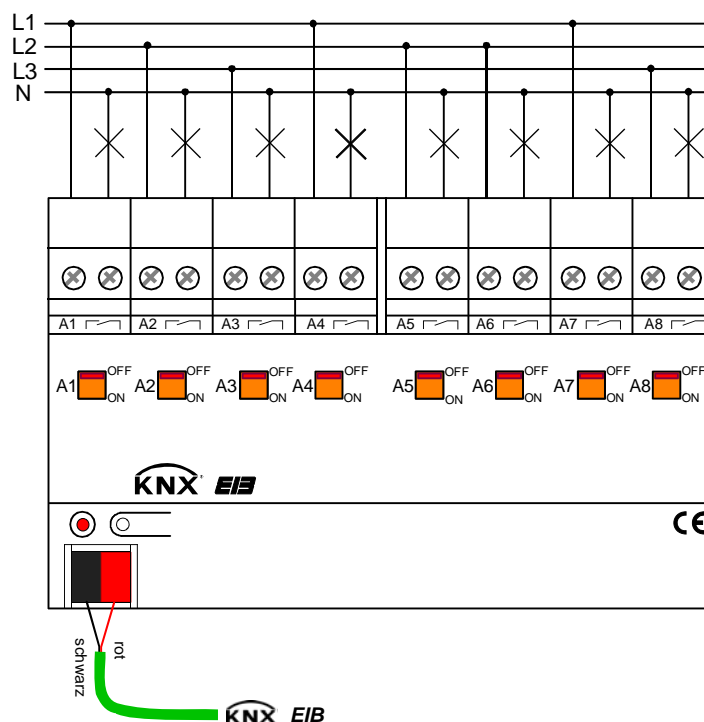 L1
L2
L3
N
A1 A2 A3 A4 A5 A6 A7 A8
OFF OFF OFF OFF OFF OFF OFF OFF
A1 A2 A3 A4 A5 A6 A7 A8
ON ON ON ON ON ON ON ON
KNX EIB
CE
rot
schwarz
KNX EIB